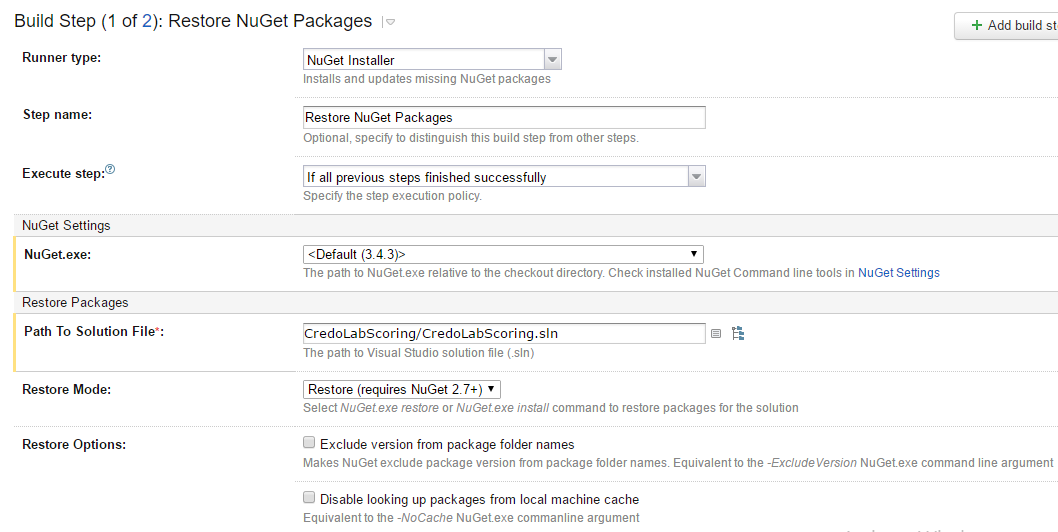 Build Step (1 of 2): Restore NuGet Packages
+ Add build st
Runner type:
NuGet Installer
Installs and updates missing NuGet packages
Step name:
Restore NuGet Packages
Optional, specify to distinguish this build step from other steps.
Execute step:?
If all previous steps finished successfully
Specify the step execution policy.
NuGet Settings
NuGet.exe:
<Default (3.4.3)>
The path to NuGet.exe relative to the checkout directory. Check installed NuGet Command line tools in NuGet Settings
Restore Packages
Path To Solution File*:
CredoLabScoring/CredoLabScoring.sln
The path to Visual Studio solution file (.sln)
Restore Mode:
Restore (requires NuGet 2.7+)
Select NuGet.exe restore or NuGet.exe install command to restore packages for the solution
Restore Options:
Exclude version from package folder names
Makes NuGet exclude package version from package folder names. Equivalent to the -ExcludeVersion NuGet.exe command line argument
Disable looking up packages from local machine cache
Equivalent to the -NoCache NuGet.exe commanline argument